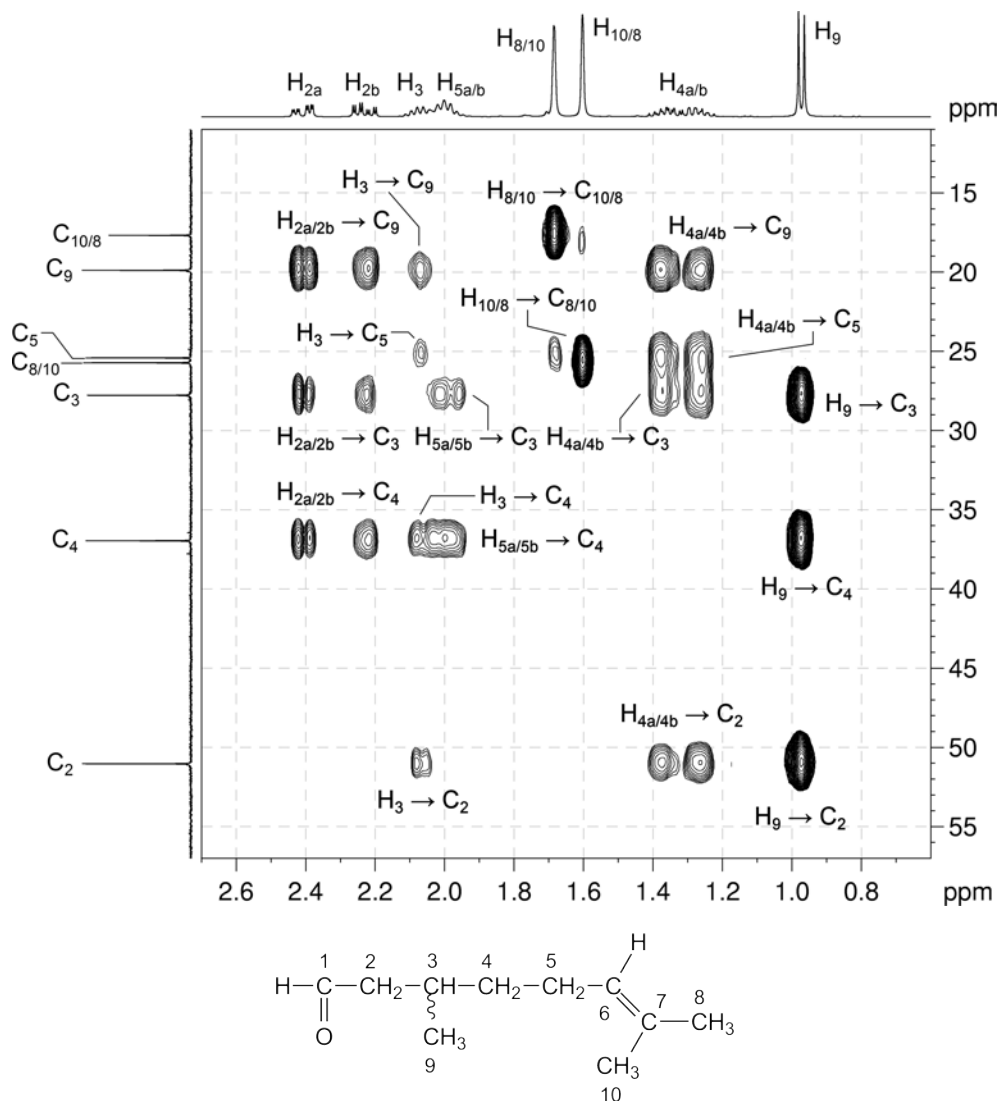 H8/10 H10/8 H9
H2a H2b H3 H5a/b H4a/b
ppm
H3 → C9
H8/10 → C10/8
15
C10/8
H2a/2b → C9
H4a/4b → C9
C9
20
H10/8 → C8/10
H4a/4b → C5
C5
H3 → C5
25
C8/10
C3
H9 → C3
H2a/2b → C3 H5a/5b → C3 H4a/4b → C3
30
H2a/2b → C4
H3 → C4
35
C4
H5a/5b → C4
H9 → C4
40
45
H4a/4b → C2
C2
50
H3 → C2
H9 → C2
55
2.6 2.4 2.2 2.0 1.8 1.6 1.4 1.2 1.0 0.8 ppm
H
1 2 3 4 5
H CH2 CH CH2 CH2
6 7 8
O
CH3
CH3
9
CH3
10